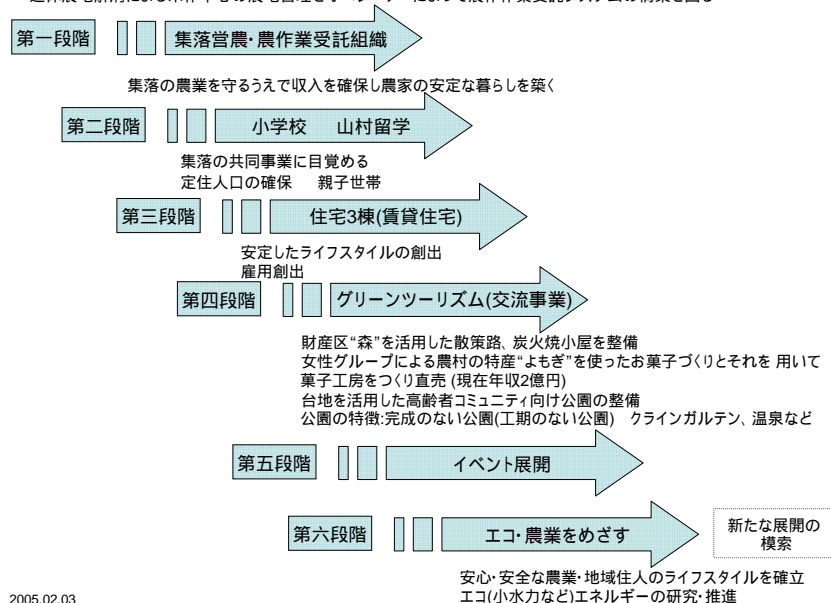 第一段階 集落営農・農作業受託組織
集落の農業を守るうえで収入を確保し農家の安定な暮らしを築く
第二段階 小学校 山村留学
集落の共同事業に目覚める
定住人口の確保 親子世帯
第三段階 住宅3棟(賃貸住宅)
安定したライフスタイルの創出
雇用創出
第四段階 グリーンツーリズム(交流事業)
財産区“森”を活用した散策路、炭火焼小屋を整備
女性グループによる農村の特産“よもぎ”を使ったお菓子づくりとそれを 用いて
菓子工房をつくり直売 (現在年収2億円)
台地を活用した高齢者コミュニティ向け公園の整備
公園の特徴:完成のない公園(工期のない公園) クラインガルテン、温泉など
第五段階 イベント展開
第六段階 エコ・農業をめざす
新たな展開の
模索
安心・安全な農業・地域住人のライフスタイルを確立
エコ(小水力など)エネルギーの研究・推進
2005.02.03